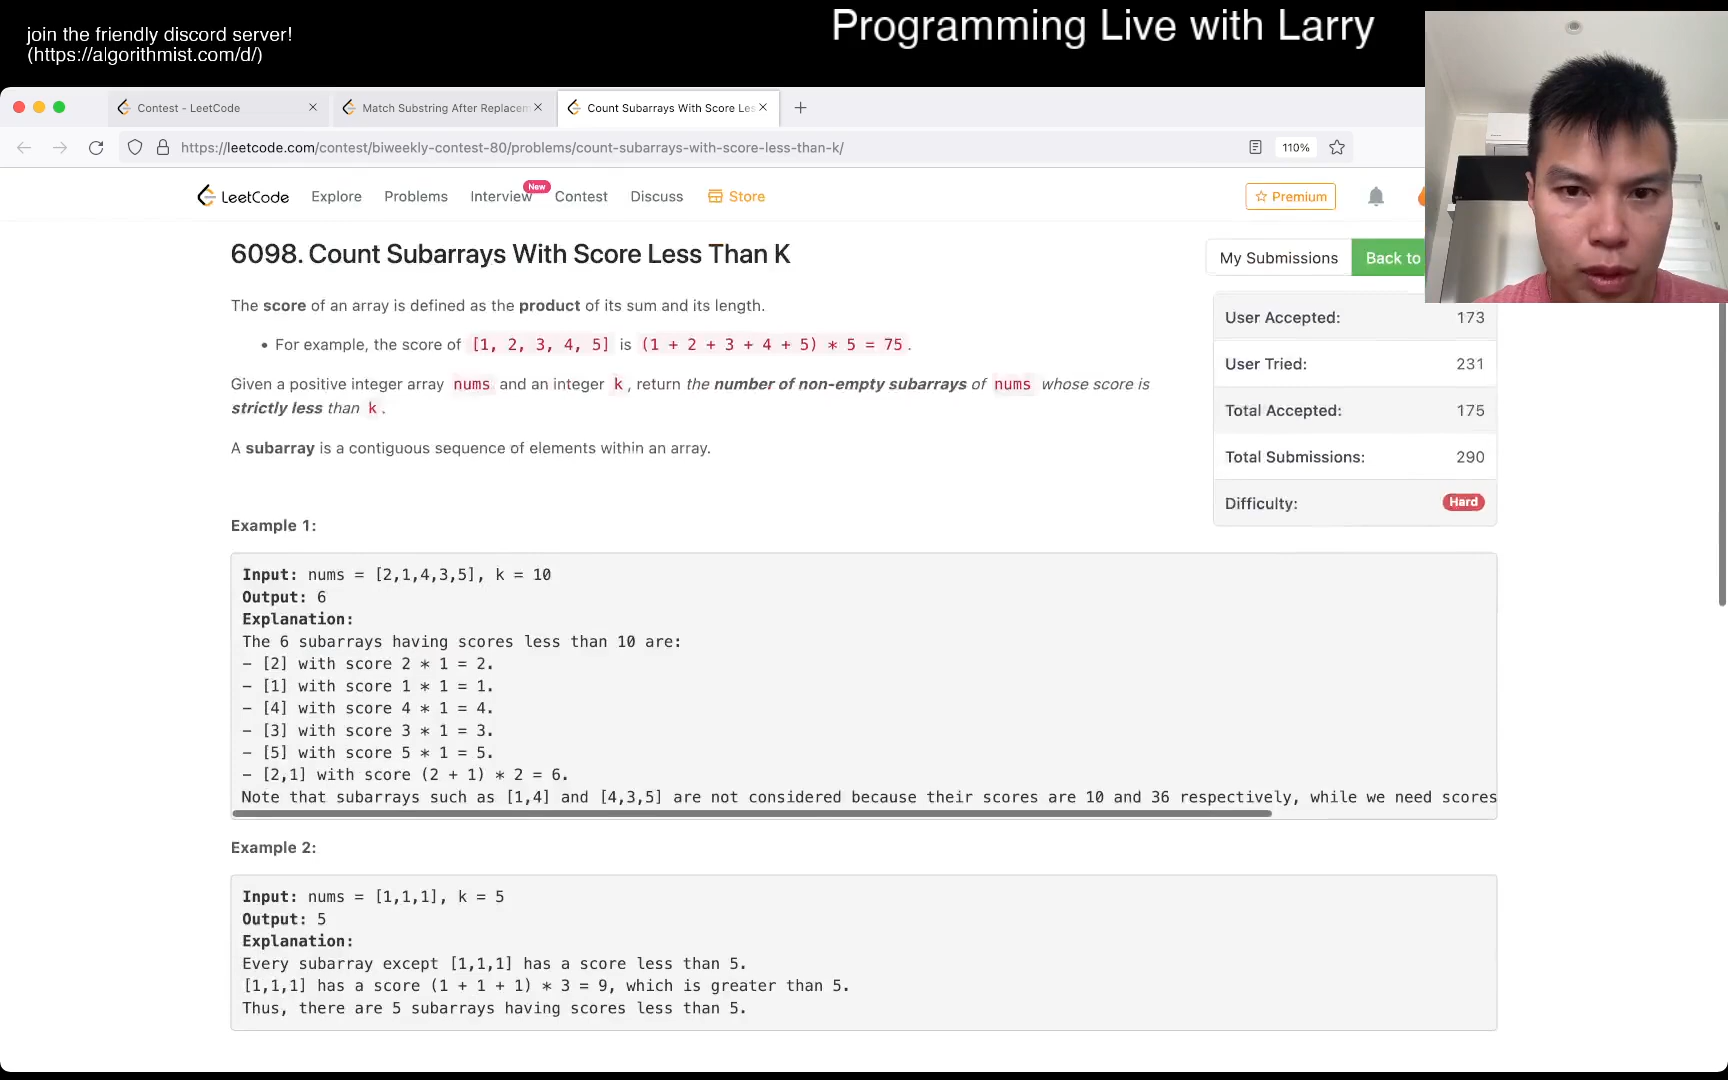 join the friendly discord server!
(https://algorithmist.com/d/)
Programming Live with Larry
Contest - LeetCode
Match Substring After Replacem
Count Subarrays With Score Les
https://leetcode.com/contest/biweekly-contest-80/problems/count-subarrays-with-score-less-than-k/
110%
LeetCode
Explore
Problems
Interview
New
Contest
Discuss
Store
Premium
6098. Count Subarrays With Score Less Than K
My Submissions
Back to
The score of an array is defined as the product of its sum and its length.
• For example, the score of [1, 2, 3, 4, 5] is (1 + 2 + 3 + 4 + 5) * 5 = 75.
Given a positive integer array nums and an integer k, return the number of non-empty subarrays of nums whose score is
strictly less than k.
A subarray is a contiguous sequence of elements within an array.
User Accepted: 173
User Tried: 231
Total Accepted: 175
Total Submissions: 290
Difficulty: Hard
Example 1:
Input: nums = [2,1,4,3,5], k = 10
Output: 6
Explanation:
The 6 subarrays having scores less than 10 are:
- [2] with score 2 * 1 = 2.
- [1] with score 1 * 1 = 1.
- [4] with score 4 * 1 = 4.
- [3] with score 3 * 1 = 3.
- [5] with score 5 * 1 = 5.
- [2,1] with score (2 + 1) * 2 = 6.
Note that subarrays such as [1,4] and [4,3,5] are not considered because their scores are 10 and 36 respectively, while we need scores
Example 2:
Input: nums = [1,1,1], k = 5
Output: 5
Explanation:
Every subarray except [1,1,1] has a score less than 5.
[1,1,1] has a score (1 + 1 + 1) * 3 = 9, which is greater than 5.
Thus, there are 5 subarrays having scores less than 5.